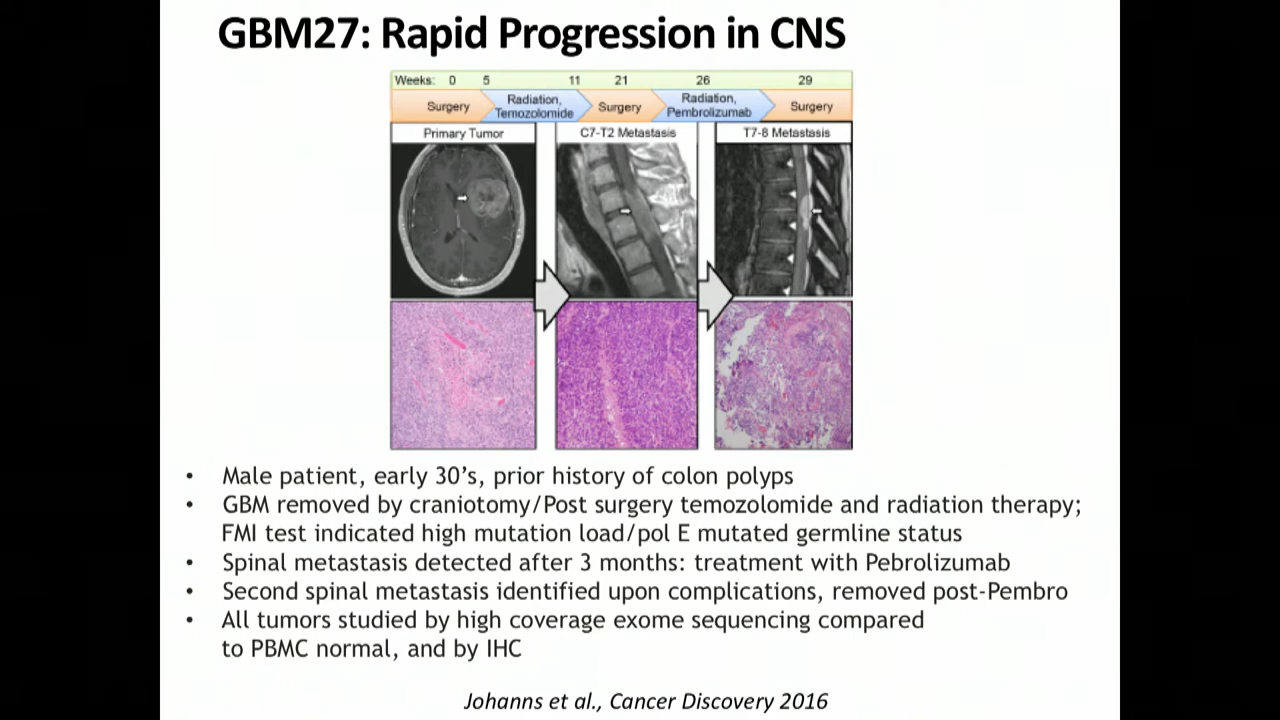 GBM27: Rapid Progression in CNS
Weeks: 0 5 11 21 26 29
Surgery Radiation, Temozolomide Surgery Radiation, Pembrolizumab Surgery
Primary Tumor C7-T2 Metastasis T7-8 Metastasis
• Male patient, early 30's, prior history of colon polyps
• GBM removed by craniotomy/Post surgery temozolomide and radiation therapy;
FMI test indicated high mutation load/pol E mutated germline status
• Spinal metastasis detected after 3 months: treatment with Pebrolizumab
• Second spinal metastasis identified upon complications, removed post-Pembro
• All tumors studied by high coverage exome sequencing compared
to PBMC normal, and by IHC
Johanns et al., Cancer Discovery 2016